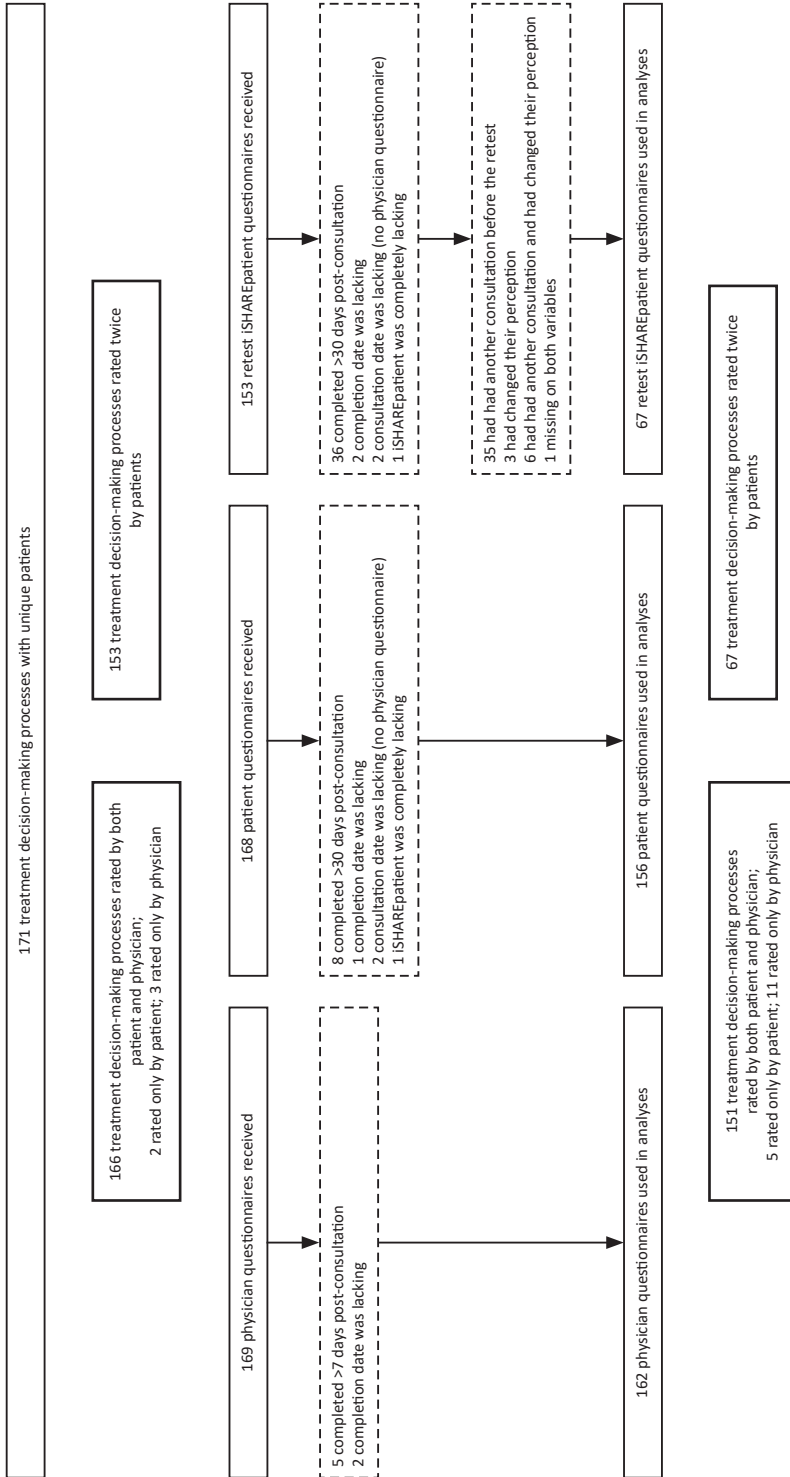 171 treatment decision-making processes with unique patients
166 treatment decision-making processes rated by both
patient and physician;
2 rated only by patient; 3 rated only by physician
153 treatment decision-making processes rated twice
by patients
169 physician questionnaires received
168 patient questionnaires received
153 retest iSHAREpatient questionnaires received
5 completed >7 days post-consultation
2 completion date was lacking
8 completed >30 days post-consultation
1 completion date was lacking
2 consultation date was lacking (no physician questionnaire)
1 iSHAREpatient was completely lacking
36 completed >30 days post-consultation
2 completion date was lacking
2 consultation date was lacking (no physician questionnaire)
1 iSHAREpatient was completely lacking
35 had had another consultation before the retest
3 had changed their perception
6 had had another consultation and had changed their perception
1 missing on both variables
162 physician questionnaires used in analyses
156 patient questionnaires used in analyses
67 retest iSHAREpatient questionnaires used in analyses
151 treatment decision-making processes
rated by both patient and physician;
5 rated only by patient; 11 rated only by physician
67 treatment decision-making processes rated twice
by patients